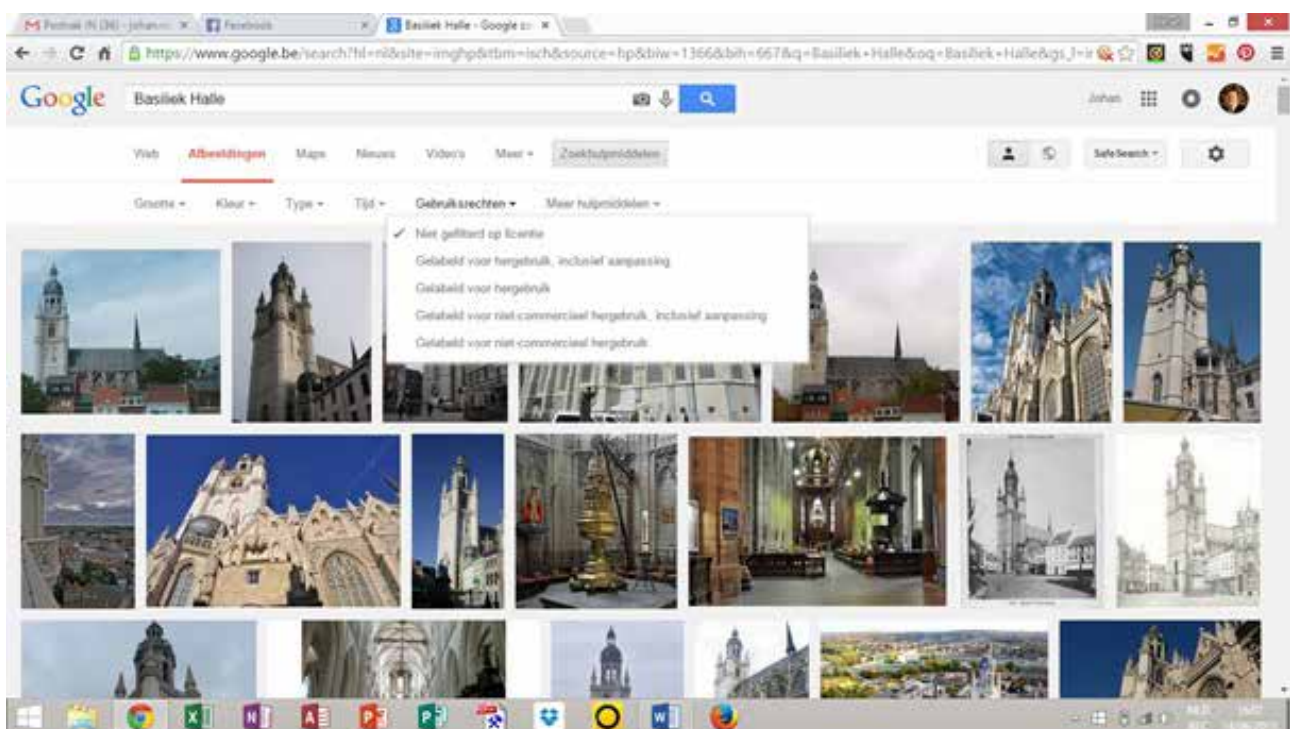 Facebook
Basiliek Halle - Google
https://www.google.be/search?hl=nl&site=imghp&tbm=isch&source=hp&biw=1366&bih=667&q=Basiliek+Halle&oq=Basiliek+Halle&gs_l=
Google Basiliek Halle Johan
Web Afbeeldingen Maps Nieuws Video's Meer Zoekhulpmiddelen SafeSearch
Grootte Kleur Type Tijd Gebruiksrechten Meer hulpmiddelen
✓ Niet gefilterd op licentie
Gelabeld voor hergebruik, inclusief aanpassing
Gelabeld voor hergebruik
Gelabeld voor niet-commercieel hergebruik, inclusief aanpassing
Gelabeld voor niet-commercieel hergebruik